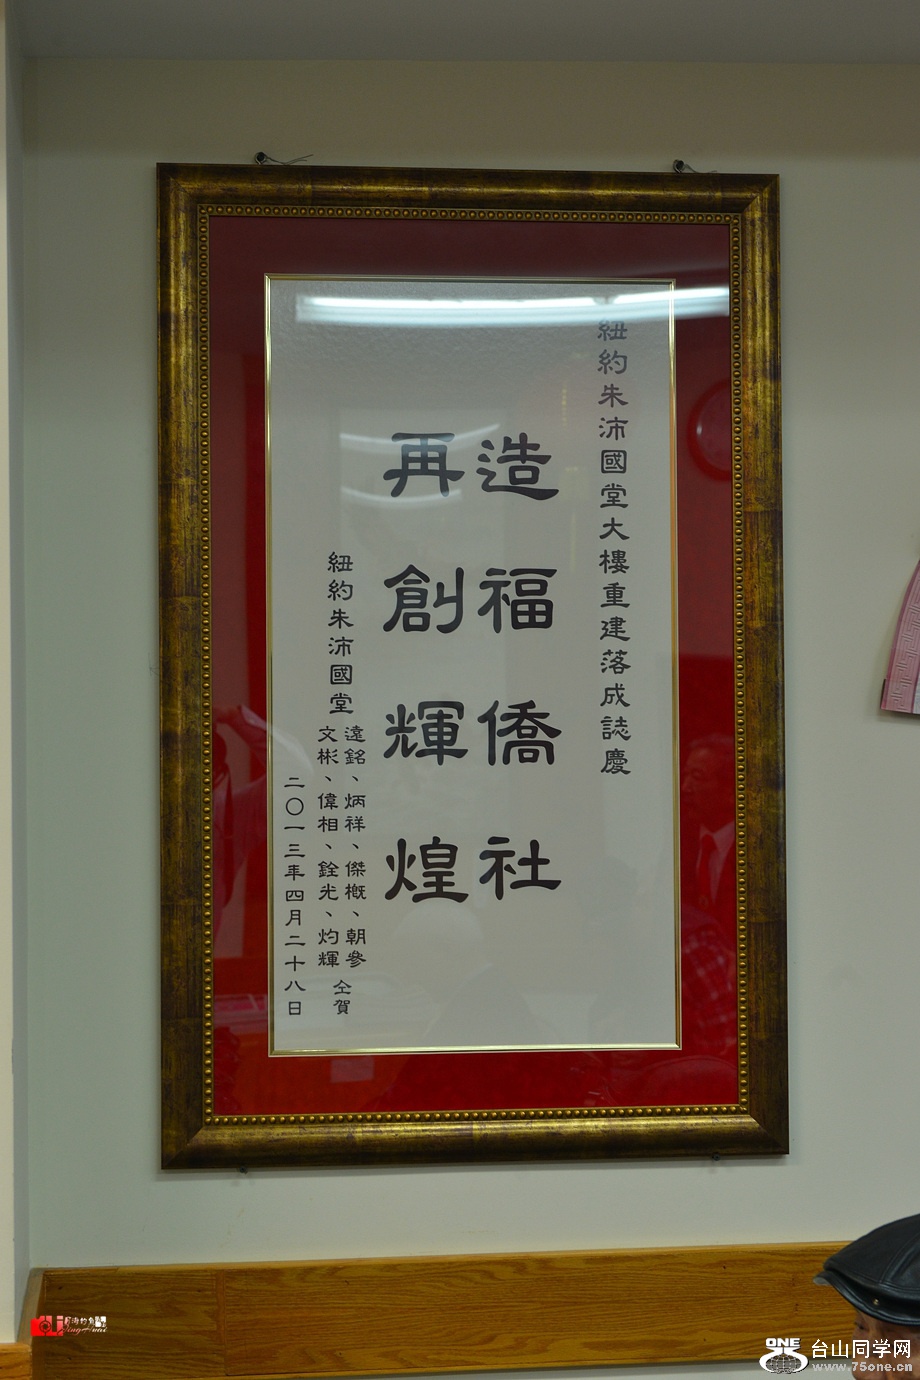 紐約朱沛國堂大樓重建落成誌慶
造福僑社
再創輝煌
紐約朱沛國堂
遠銘、炳祥、傑概、朝參
文彬、偉相、銓光、灼輝
仝賀
二〇一三年四月二十八日
ONE
台山同学网
www.75one.cn